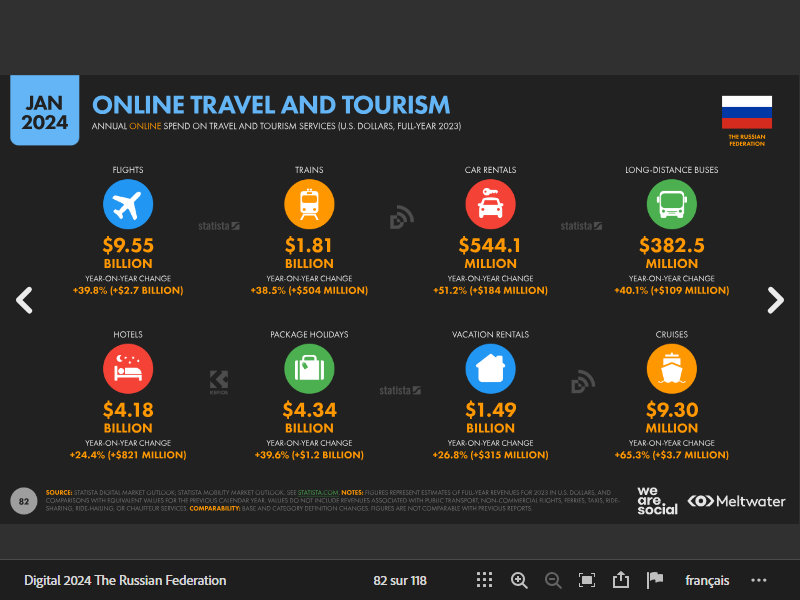 JAN
2024
ONLINE TRAVEL AND TOURISM
ANNUAL ONLINE SPEND ON TRAVEL AND TOURISM SERVICES (U.S. DOLLARS, FULL-YEAR 2023)
THE RUSSIAN
FEDERATION
FLIGHTS
TRAINS
CAR RENTALS
LONG-DISTANCE BUSES
statista
statista
$9.55
BILLION
$1.81
BILLION
$544.1
MILLION
$382.5
MILLION
YEAR-ON-YEAR CHANGE
+39.8% (+$2.7 BILLION)
YEAR-ON-YEAR CHANGE
+38.5% (+$504 MILLION)
YEAR-ON-YEAR CHANGE
+51.2% (+$184 MILLION)
YEAR-ON-YEAR CHANGE
+40.1% (+$109 MILLION)
HOTELS
PACKAGE HOLIDAYS
VACATION RENTALS
CRUISES
KEPIOS
statista
$4.18
BILLION
$4.34
BILLION
$1.49
BILLION
$9.30
MILLION
YEAR-ON-YEAR CHANGE
+24.4% (+$821 MILLION)
YEAR-ON-YEAR CHANGE
+39.6% (+$1.2 BILLION)
YEAR-ON-YEAR CHANGE
+26.8% (+$315 MILLION)
YEAR-ON-YEAR CHANGE
+65.3% (+$3.7 MILLION)
82
SOURCE: STATISTA DIGITAL MARKET OUTLOOK; STATISTA MOBILITY MARKET OUTLOOK. SEE STATISTA.COM. NOTES: FIGURES REPRESENT ESTIMATES OF FULL-YEAR REVENUES FOR 2023 IN U.S. DOLLARS, AND
COMPARISONS WITH EQUIVALENT VALUES FOR THE PREVIOUS CALENDAR YEAR. VALUES DO NOT INCLUDE REVENUES ASSOCIATED WITH PUBLIC TRANSPORT, NON-COMMERCIAL FLIGHTS, FERRIES, TAXIS, RIDE-
SHARING, RIDE-HAILING, OR CHAUFFEUR SERVICES. COMPARABILITY: BASE AND CATEGORY DEFINITION CHANGES. FIGURES ARE NOT COMPARABLE WITH PREVIOUS REPORTS.
we
are.
social
Meltwater
Digital 2024 The Russian Federation
82 sur 118
français